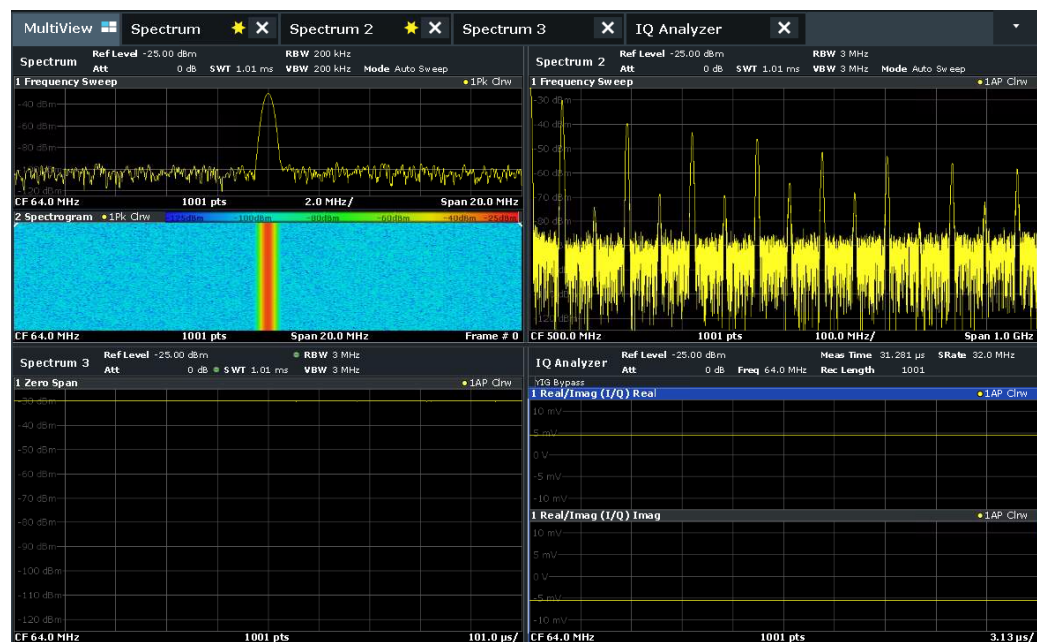 MultiView Spectrum Spectrum 2 Spectrum 3 IQ Analyzer
Spectrum Ref Level -25.00 dBm RBW 200 kHz
Att 0 dB SWT 1.01 ms VBW 200 kHz Mode Auto Sweep
1 Frequency Sweep 1Pk Clrw
-40 dBm
-60 dBm
-80 dBm
CF 64.0 MHz 1001 pts 2.0 MHz/ Span 20.0 MHz
2 Spectrogram 1Pk Clrw -125dBm -100dBm -80dBm -60dBm -40dBm -25dBm
CF 64.0 MHz 1001 pts Span 20.0 MHz Frame # 0
Spectrum 2 Ref Level -25.00 dBm RBW 3 MHz
Att 0 dB SWT 1.01 ms VBW 3 MHz Mode Auto Sweep
1 Frequency Sweep 1AP Clrw
-30 dBm
-40 dBm
-50 dBm
-60 dBm
-70 dBm
-80 dBm
CF 500.0 MHz 1001 pts 100.0 MHz/ Span 1.0 GHz
Spectrum 3 Ref Level -25.00 dBm RBW 3 MHz
Att 0 dB SWT 1.01 ms VBW 3 MHz
1 Zero Span 1AP Clrw
-30 dBm
-40 dBm
-50 dBm
-60 dBm
-70 dBm
-80 dBm
-90 dBm
-100 dBm
-110 dBm
-120 dBm
CF 64.0 MHz 1001 pts 101.0 µs/
IQ Analyzer Ref Level -25.00 dBm Meas Time 31.281 µs SRate 32.0 MHz
Att 0 dB Freq 64.0 MHz Rec Length 1001
YIG Bypass
1 Real/Imag (I/Q) Real 1AP Clrw
10 mV
5 mV
0 V
-5 mV
-10 mV
1 Real/Imag (I/Q) Imag 1AP Clrw
10 mV
5 mV
0 V
-5 mV
-10 mV
CF 64.0 MHz 1001 pts 3.13 µs/